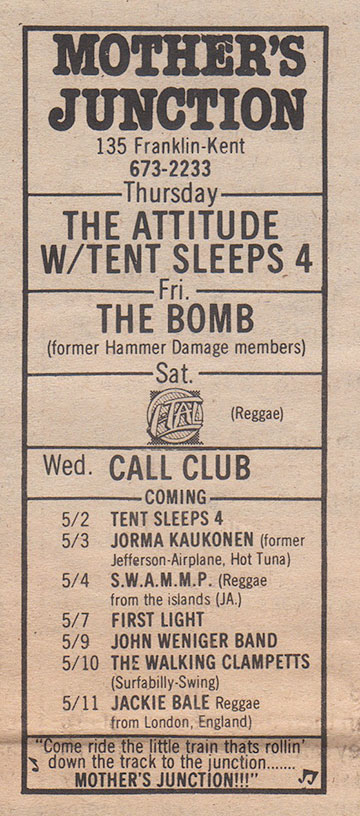 MOTHER'S
JUNCTION
135 Franklin-Kent
673-2233
Thursday
THE ATTITUDE
W/TENT SLEEPS 4
Fri.
THE BOMB
(former Hammer Damage members)
Sat.
(Reggae)
Wed. CALL CLUB
COMING
5/2 TENT SLEEPS 4
5/3 JORMA KAUKONEN (former
Jefferson-Airplane, Hot Tuna)
5/4 S.W.A.M.M.P. (Reggae
from the islands (JA.)
5/7 FIRST LIGHT
5/9 JOHN WENIGER BAND
5/10 THE WALKING CLAMPETTS
(Surfabilly-Swing)
5/11 JACKIE BALE Reggae
from London, England)
"Come ride the little train thats rollin'
down the track to the junction.......
MOTHER'S JUNCTION!!!"